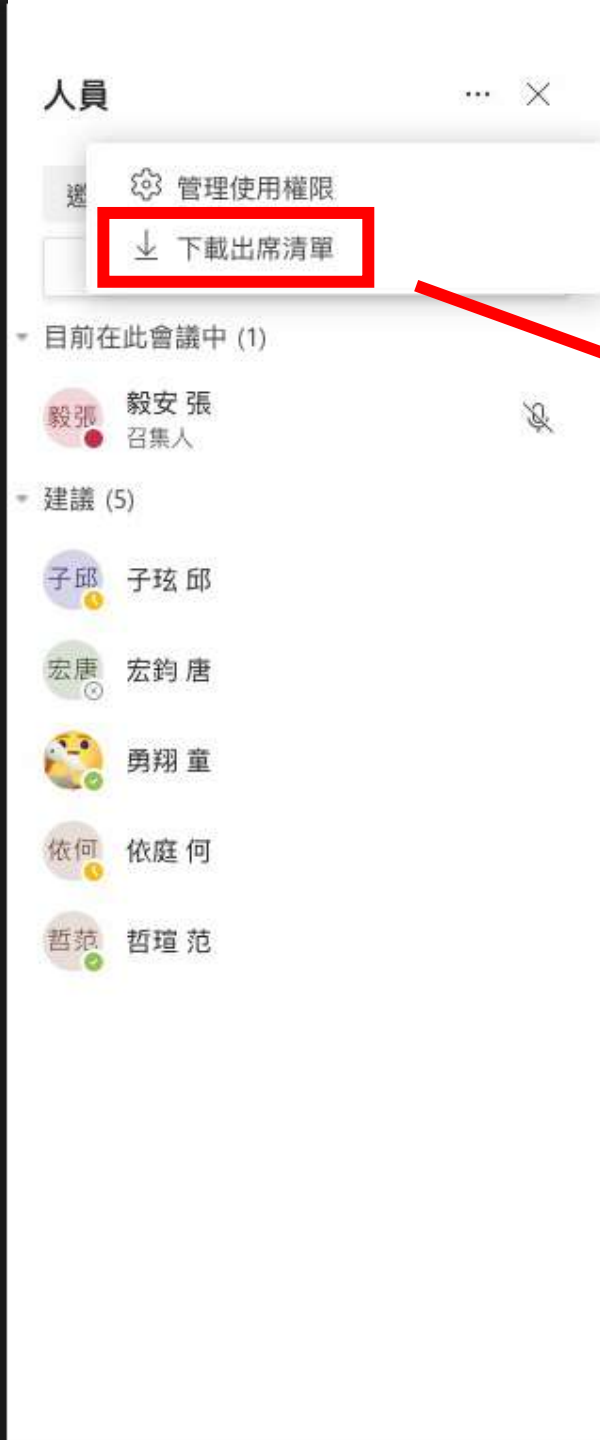 人員
邀
管理使用權限
下載出席清單
目前在此會議中 (1)
毅張
毅安 張
召集人
建議 (5)
子邱
子玹 邱
宏唐
宏鈞 唐
勇翔 童
依何
依庭 何
哲范
哲瑄 范